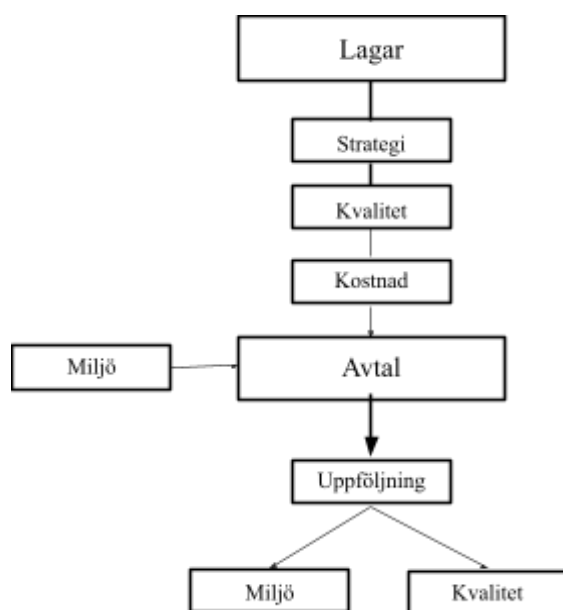 Lagar
Strategi
Kvalitet
Kostnad
Miljö
Avtal
Uppföljning
Miljö
Kvalitet